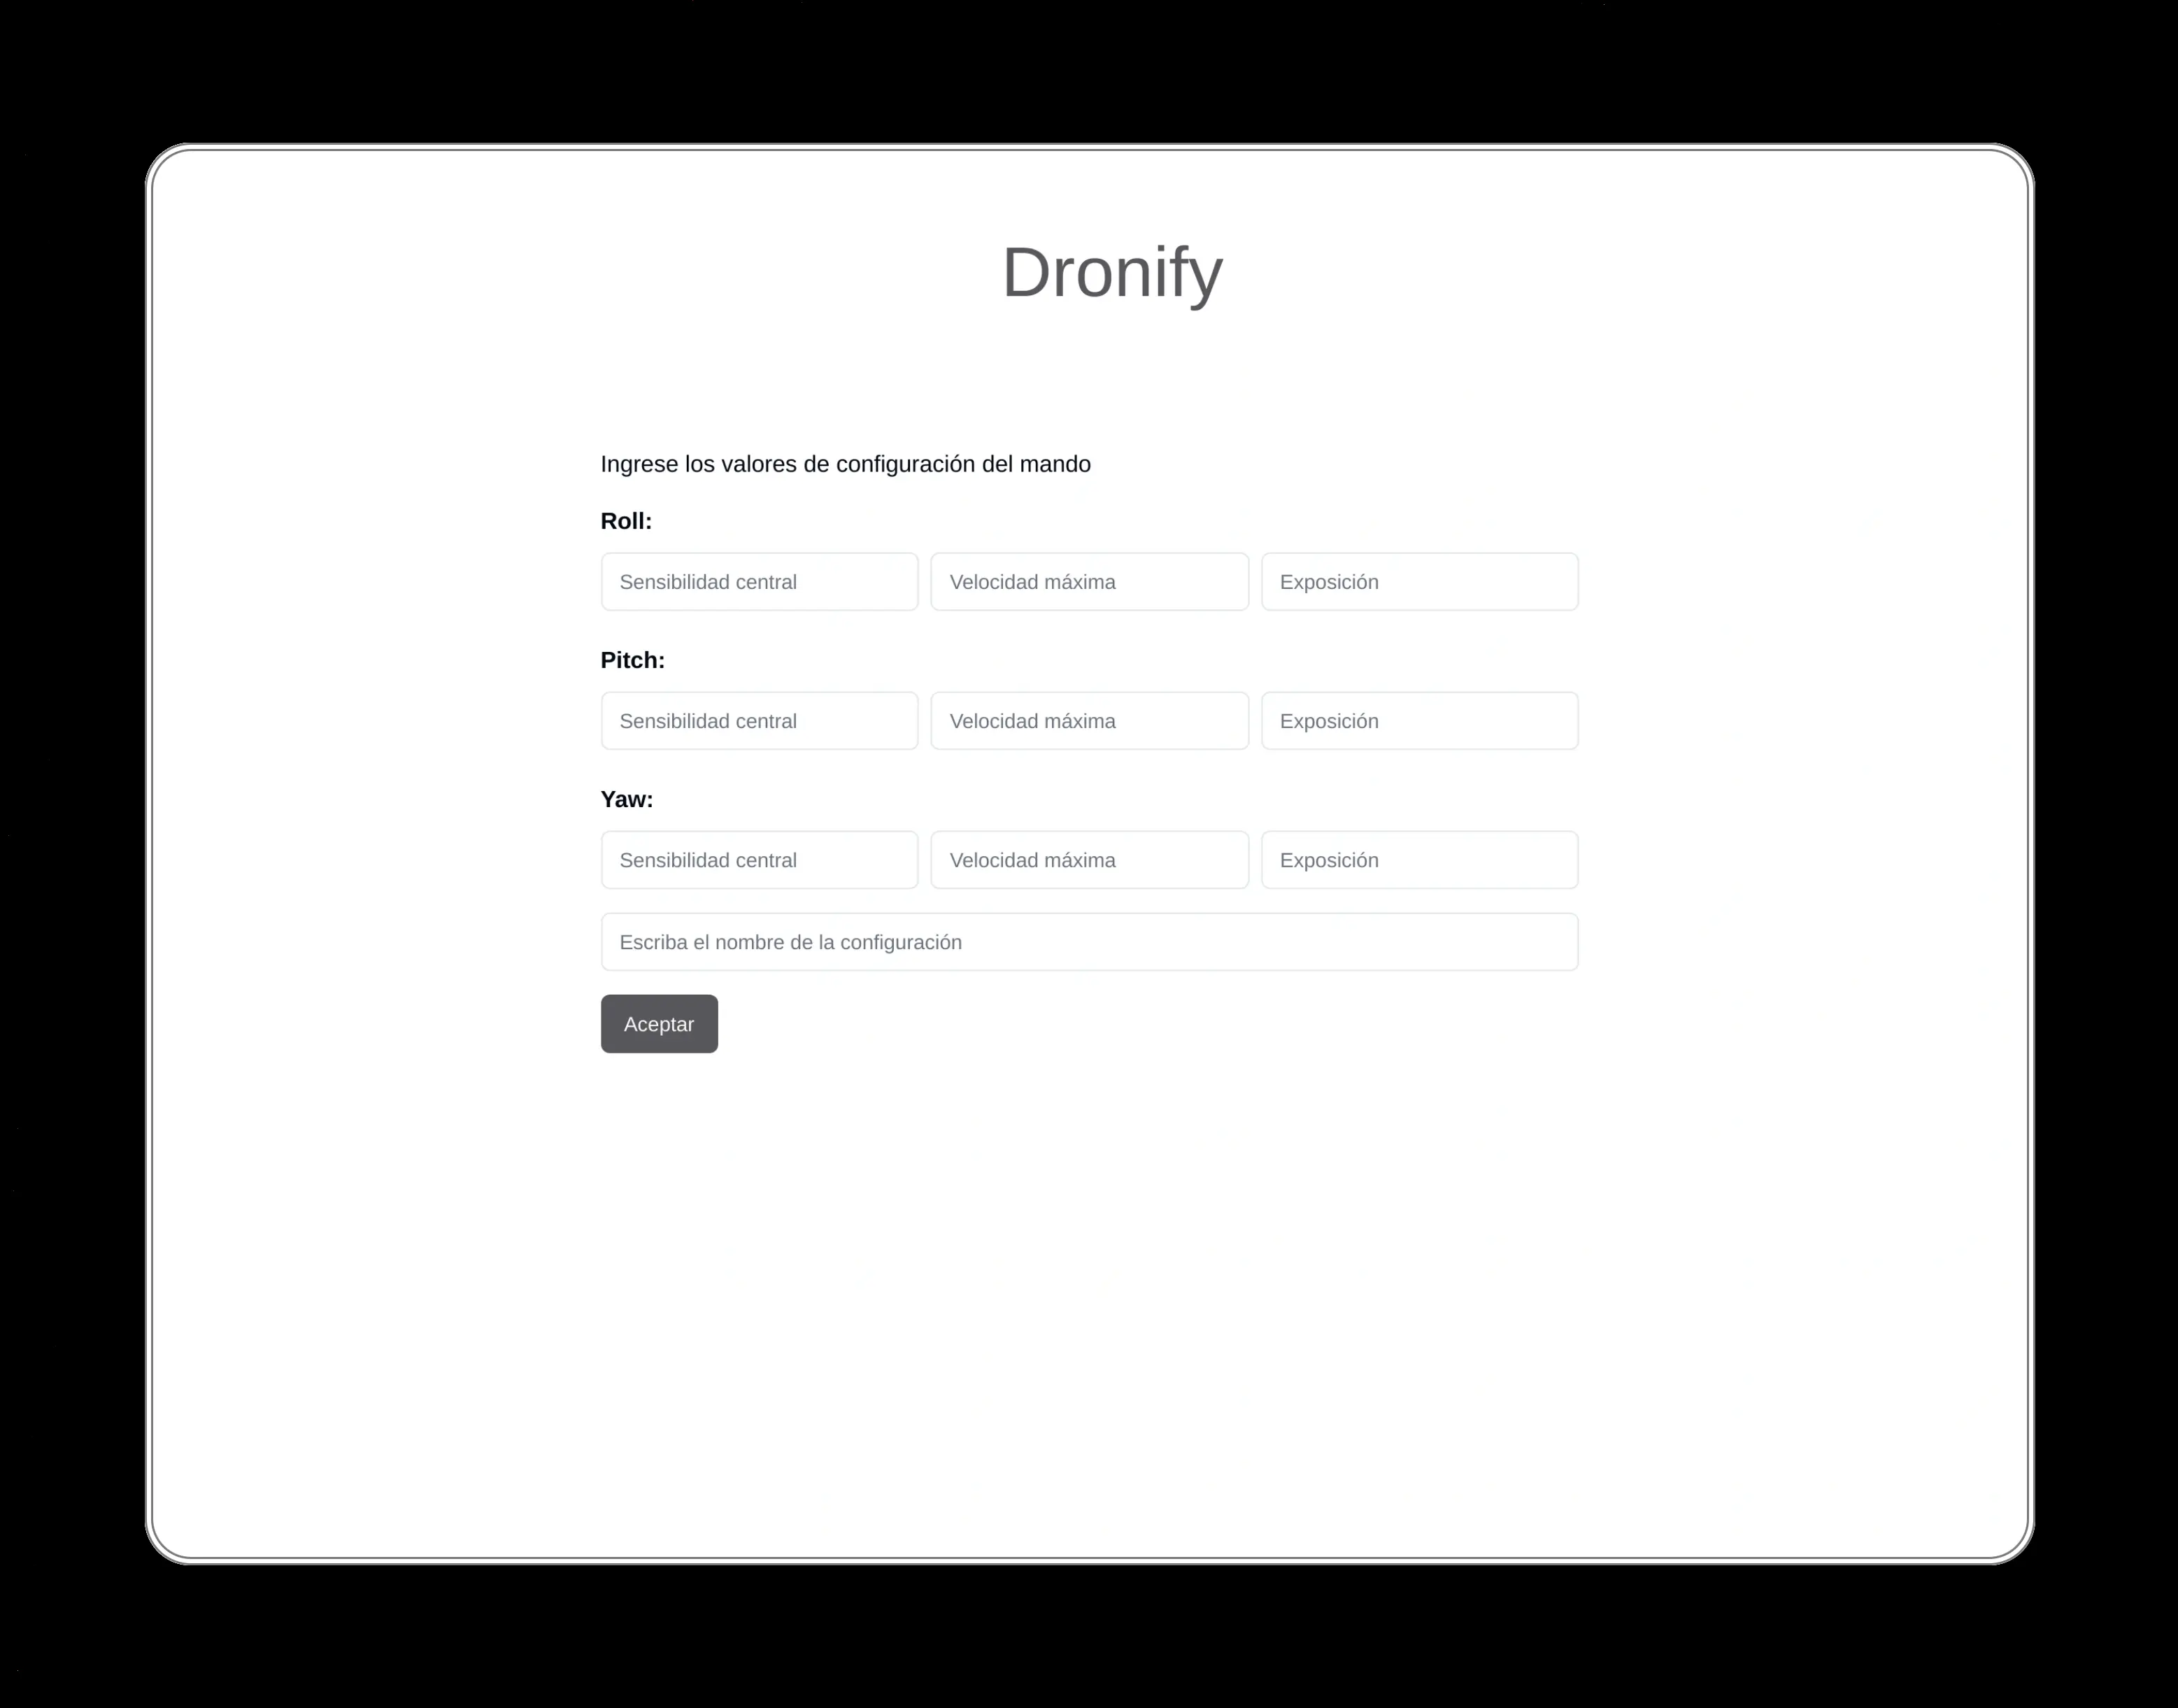 Dronify
Ingrese los valores de configuración del mando
Roll:
Sensibilidad central Velocidad máxima Exposición
Pitch:
Sensibilidad central Velocidad máxima Exposición
Yaw:
Sensibilidad central Velocidad máxima Exposición
Escriba el nombre de la configuración
Aceptar